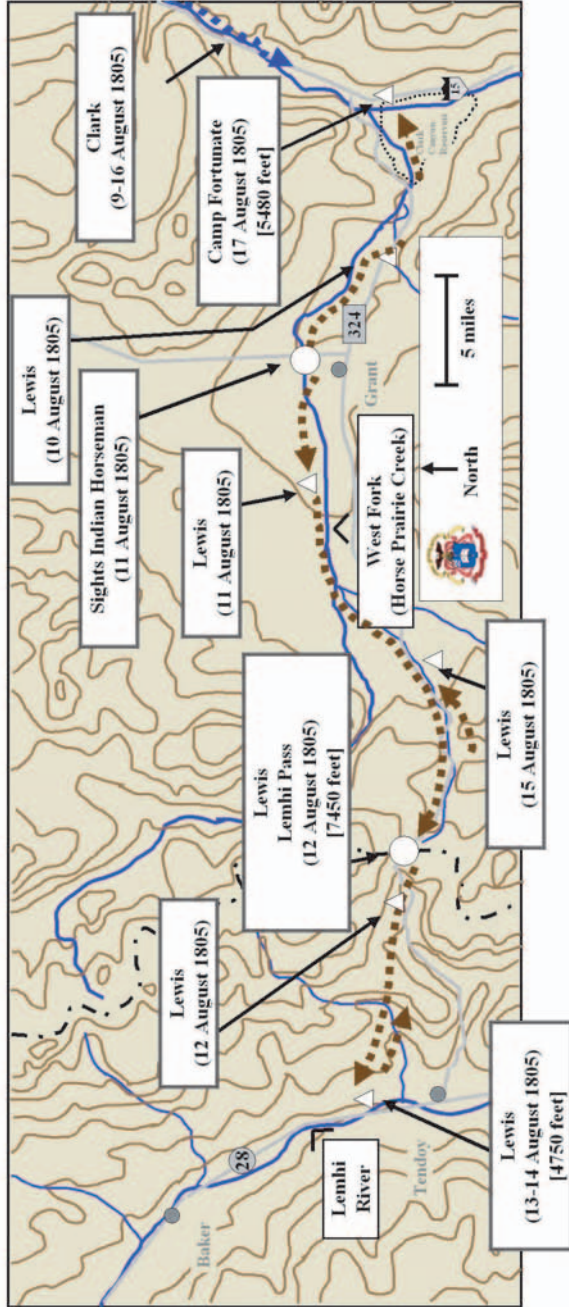 Clark
(9-16 August 1805)
Camp Fortunate
(17 August 1805)
[5480 feet]
15
Clark
Canyon
Reservoir
Lewis
(10 August 1805)
324
Grant
Sights Indian Horseman
(11 August 1805)
Lewis
(11 August 1805)
West Fork
(Horse Prairie Creek)
North
5 miles
Lewis
Lemhi Pass
(12 August 1805)
[7450 feet]
Lewis
(15 August 1805)
Lewis
(12 August 1805)
Lewis
(13-14 August 1805)
[4750 feet]
Tendoy
Lemhi
River
28
Baker